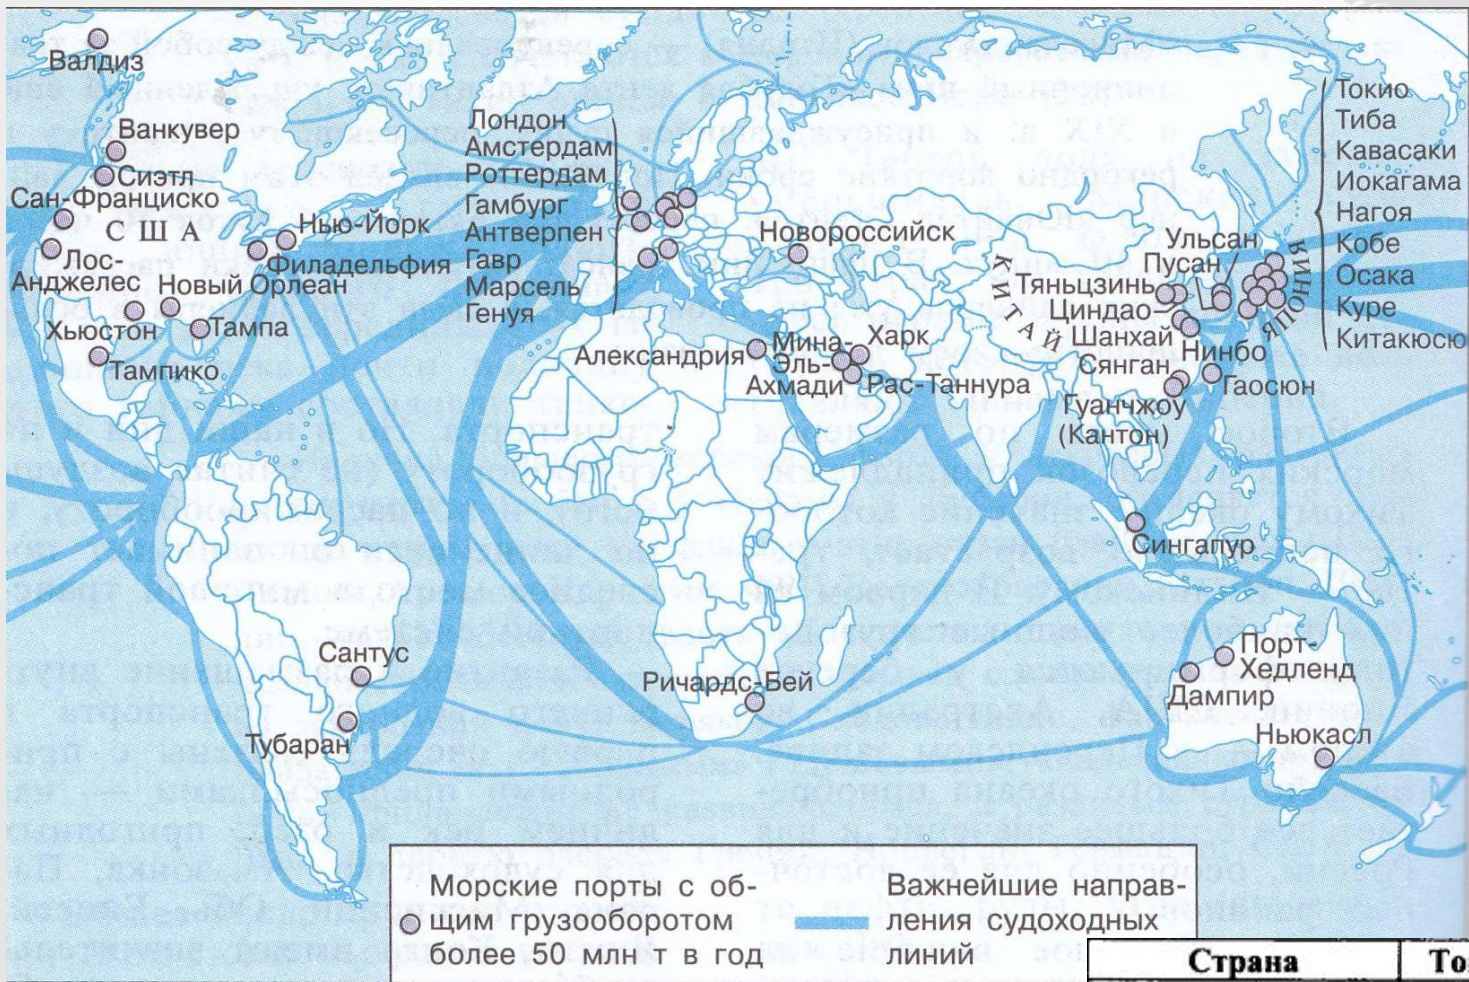 Валдиз
Ванкувер
Сиэтл
Сан-Франциско
США
Лос-
Анджелес
Нью-Йорк
Филадельфия
Новый Орлеан
Хьюстон
Тампа
Тампико
Лондон
Амстердам
Роттердам
Гамбург
Антверпен
Гавр
Марсель
Генуя
Новороссийск
Александрия
Мина-
Эль-
Ахмади
Харк
Рас-Таннура
КИТАЙ
Ульсан
Пусан
Тяньцзинь
Циндао
Шанхай
Нинбо
Сянган
Гаосюн
Гуанчжоу
(Кантон)
ЯПОНИЯ
Токио
Тиба
Кавасаки
Иокагама
Нагоя
Кобе
Осака
Куре
Китакюсю
Сингапур
Сантус
Тубаран
Ричардс-Бей
Порт-
Хедленд
Дампир
Ньюкасл
Морские порты с об-
щим грузооборотом
более 50 млн т в год
Важнейшие направ-
ления судоходных
линий
Страна